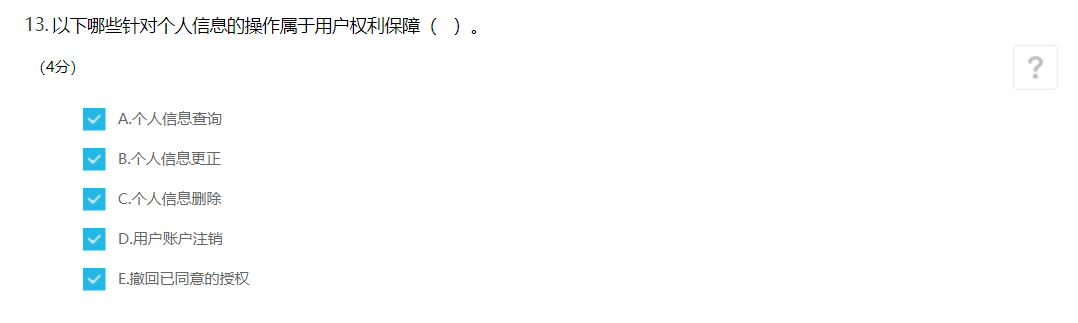 13. 以下哪些针对个人信息的操作属于用户权利保障（　）。
(4分)
?
A.个人信息查询
B.个人信息更正
C.个人信息删除
D.用户账户注销
E.撤回已同意的授权